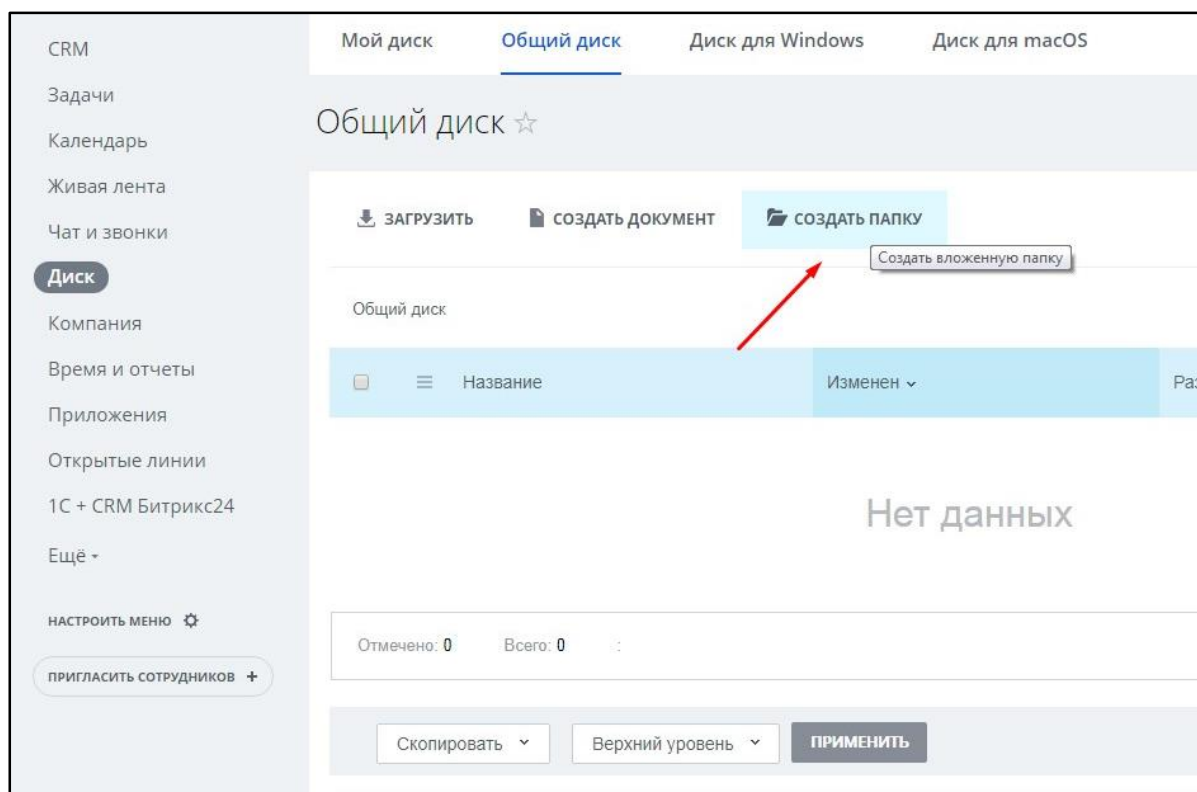 CRM
Задачи
Календарь
Живая лента
Чат и звонки
Диск
Компания
Время и отчеты
Приложения
Открытые линии
1С + CRM Битрикс24
Ещё
НАСТРОИТЬ МЕНЮ
ПРИГЛАСИТЬ СОТРУДНИКОВ +
Мой диск Общий диск Диск для Windows Диск для macOS
Общий диск
ЗАГРУЗИТЬ СОЗДАТЬ ДОКУМЕНТ СОЗДАТЬ ПАПКУ
Создать вложенную папку
Общий диск
Название Изменен
Нет данных
Отмечено: 0 Всего: 0 :
Скопировать Верхний уровень ПРИМЕНИТЬ